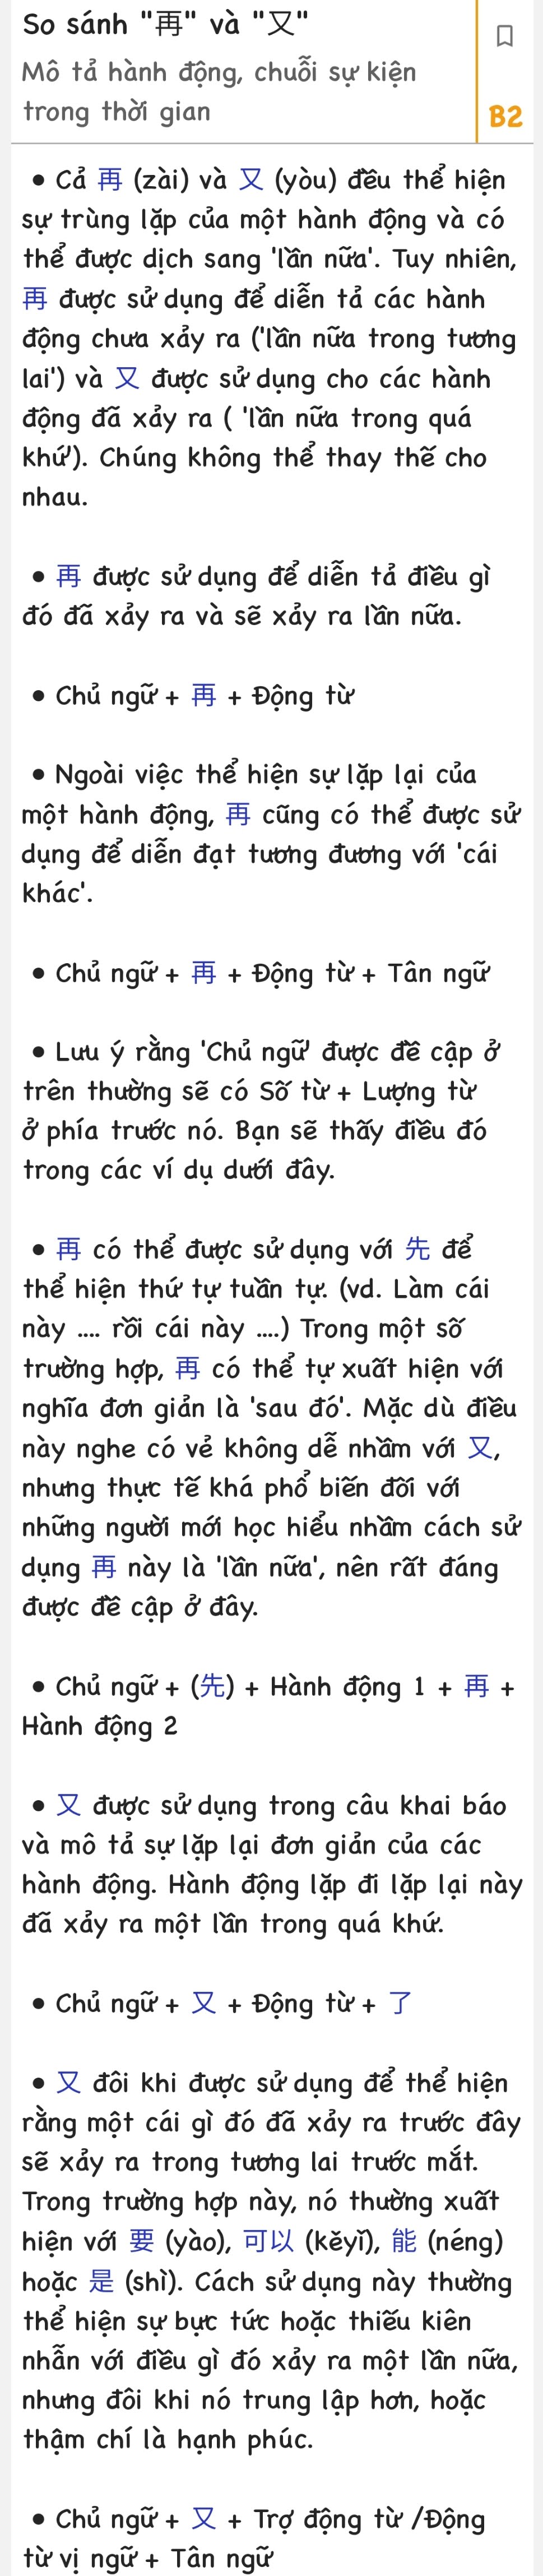 So sánh "再" và "又"
Mô tả hành động, chuỗi sự kiện
trong thời gian
B2
• Cả 再 (zài) và 又 (yòu) đều thể hiện
sự trùng lặp của một hành động và có
thể được dịch sang 'lần nữa'. Tuy nhiên,
再 được sử dụng để diễn tả các hành
động chưa xảy ra ('lần nữa trong tương
lai') và 又 được sử dụng cho các hành
động đã xảy ra ( 'lần nữa trong quá
khứ'). Chúng không thể thay thế cho
nhau.
• 再 được sử dụng để diễn tả điều gì
đó đã xảy ra và sẽ xảy ra lần nữa.
• Chủ ngữ + 再 + Động từ
• Ngoài việc thể hiện sự lặp lại của
một hành động, 再 cũng có thể được sử
dụng để diễn đạt tương đương với 'cái
khác'.
• Chủ ngữ + 再 + Động từ + Tân ngữ
• Lưu ý rằng 'Chủ ngữ' được đề cập ở
trên thường sẽ có Số từ + Lượng từ
ở phía trước nó. Bạn sẽ thấy điều đó
trong các ví dụ dưới đây.
• 再 có thể được sử dụng với 先 để
thể hiện thứ tự tuần tự. (vd. Làm cái
này .... rồi cái này ....) Trong một số
trường hợp, 再 có thể tự xuất hiện với
nghĩa đơn giản là 'sau đó'. Mặc dù điều
này nghe có vẻ không dễ nhầm với 又,
nhưng thực tế khá phổ biến đối với
những người mới học hiểu nhầm cách sử
dụng 再 này là 'lần nữa', nên rất đáng
được đề cập ở đây.
• Chủ ngữ + (先) + Hành động 1 + 再 +
Hành động 2
• 又 được sử dụng trong câu khai báo
và mô tả sự lặp lại đơn giản của các
hành động. Hành động lặp đi lặp lại này
đã xảy ra một lần trong quá khứ.
• Chủ ngữ + 又 + Động từ + 了
• 又 đôi khi được sử dụng để thể hiện
rằng một cái gì đó đã xảy ra trước đây
sẽ xảy ra trong tương lai trước mắt.
Trong trường hợp này, nó thường xuất
hiện với 要 (yào), 可以 (kěyǐ), 能 (néng)
hoặc 是 (shì). Cách sử dụng này thường
thể hiện sự bực tức hoặc thiếu kiên
nhẫn với điều gì đó xảy ra một lần nữa,
nhưng đôi khi nó trung lập hơn, hoặc
thậm chí là hạnh phúc.
• Chủ ngữ + 又 + Trợ động từ /Động
từ vị ngữ + Tân ngữ